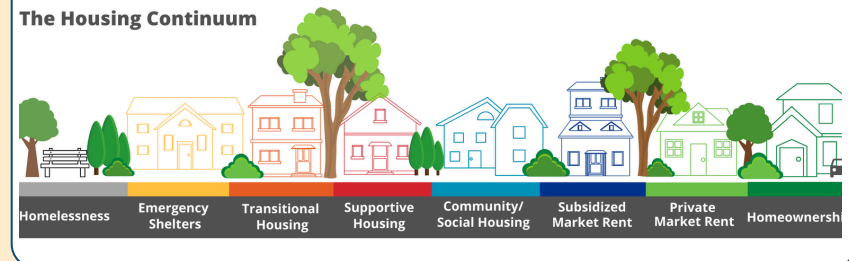 The Housing Continuum
Homelessness
Emergency
Shelters
Transitional
Housing
Supportive
Housing
Community/
Social Housing
Subsidized
Market Rent
Private
Market Rent
Homeownershi